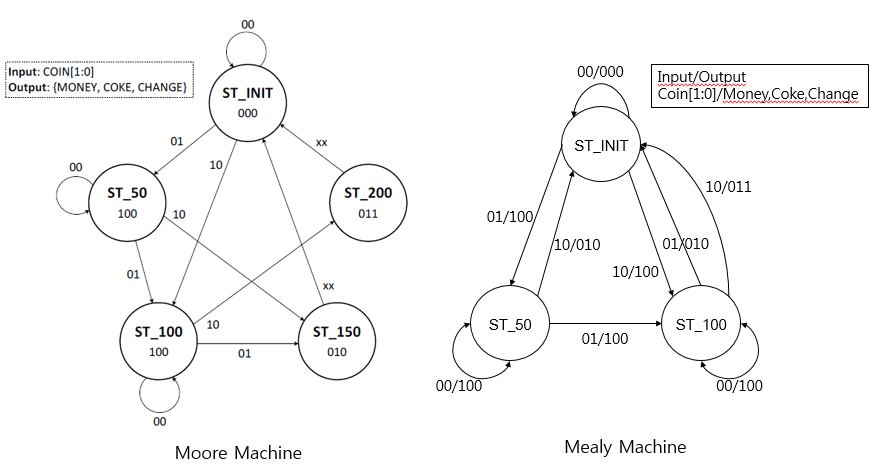 Input: COIN[1:0]
Output: {MONEY, COKE, CHANGE}
00
ST_INIT
000
01
10
xx
00
ST_50
100
10
ST_200
011
01
xx
ST_100
100
10
01
ST_150
010
00
Moore Machine
Input/Output
Coin[1:0]/Money,Coke,Change
00/000
ST_INIT
10/011
01/100
10/010
01/010
10/100
ST_50
01/100
ST_100
00/100
00/100
Mealy Machine